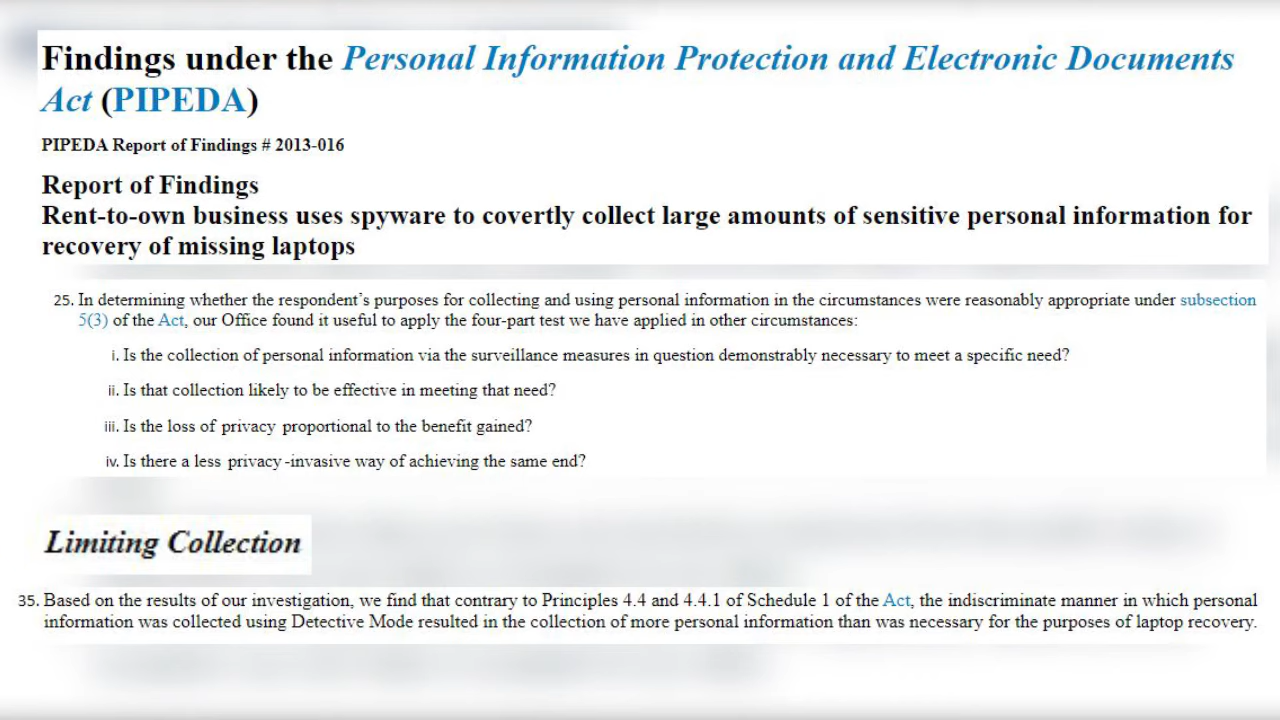 Findings under the Personal Information Protection and Electronic Documents
Act (PIPEDA)
PIPEDA Report of Findings # 2013-016
Report of Findings
Rent-to-own business uses spyware to covertly collect large amounts of sensitive personal information for
recovery of missing laptops
25. In determining whether the respondent's purposes for collecting and using personal information in the circumstances were reasonably appropriate under subsection
5(3) of the Act, our Office found it useful to apply the four-part test we have applied in other circumstances:
i. Is the collection of personal information via the surveillance measures in question demonstrably necessary to meet a specific need?
ii. Is that collection likely to be effective in meeting that need?
iii. Is the loss of privacy proportional to the benefit gained?
iv. Is there a less privacy-invasive way of achieving the same end?
Limiting Collection
35. Based on the results of our investigation, we find that contrary to Principles 4.4 and 4.4.1 of Schedule 1 of the Act, the indiscriminate manner in which personal
information was collected using Detective Mode resulted in the collection of more personal information than was necessary for the purposes of laptop recovery.